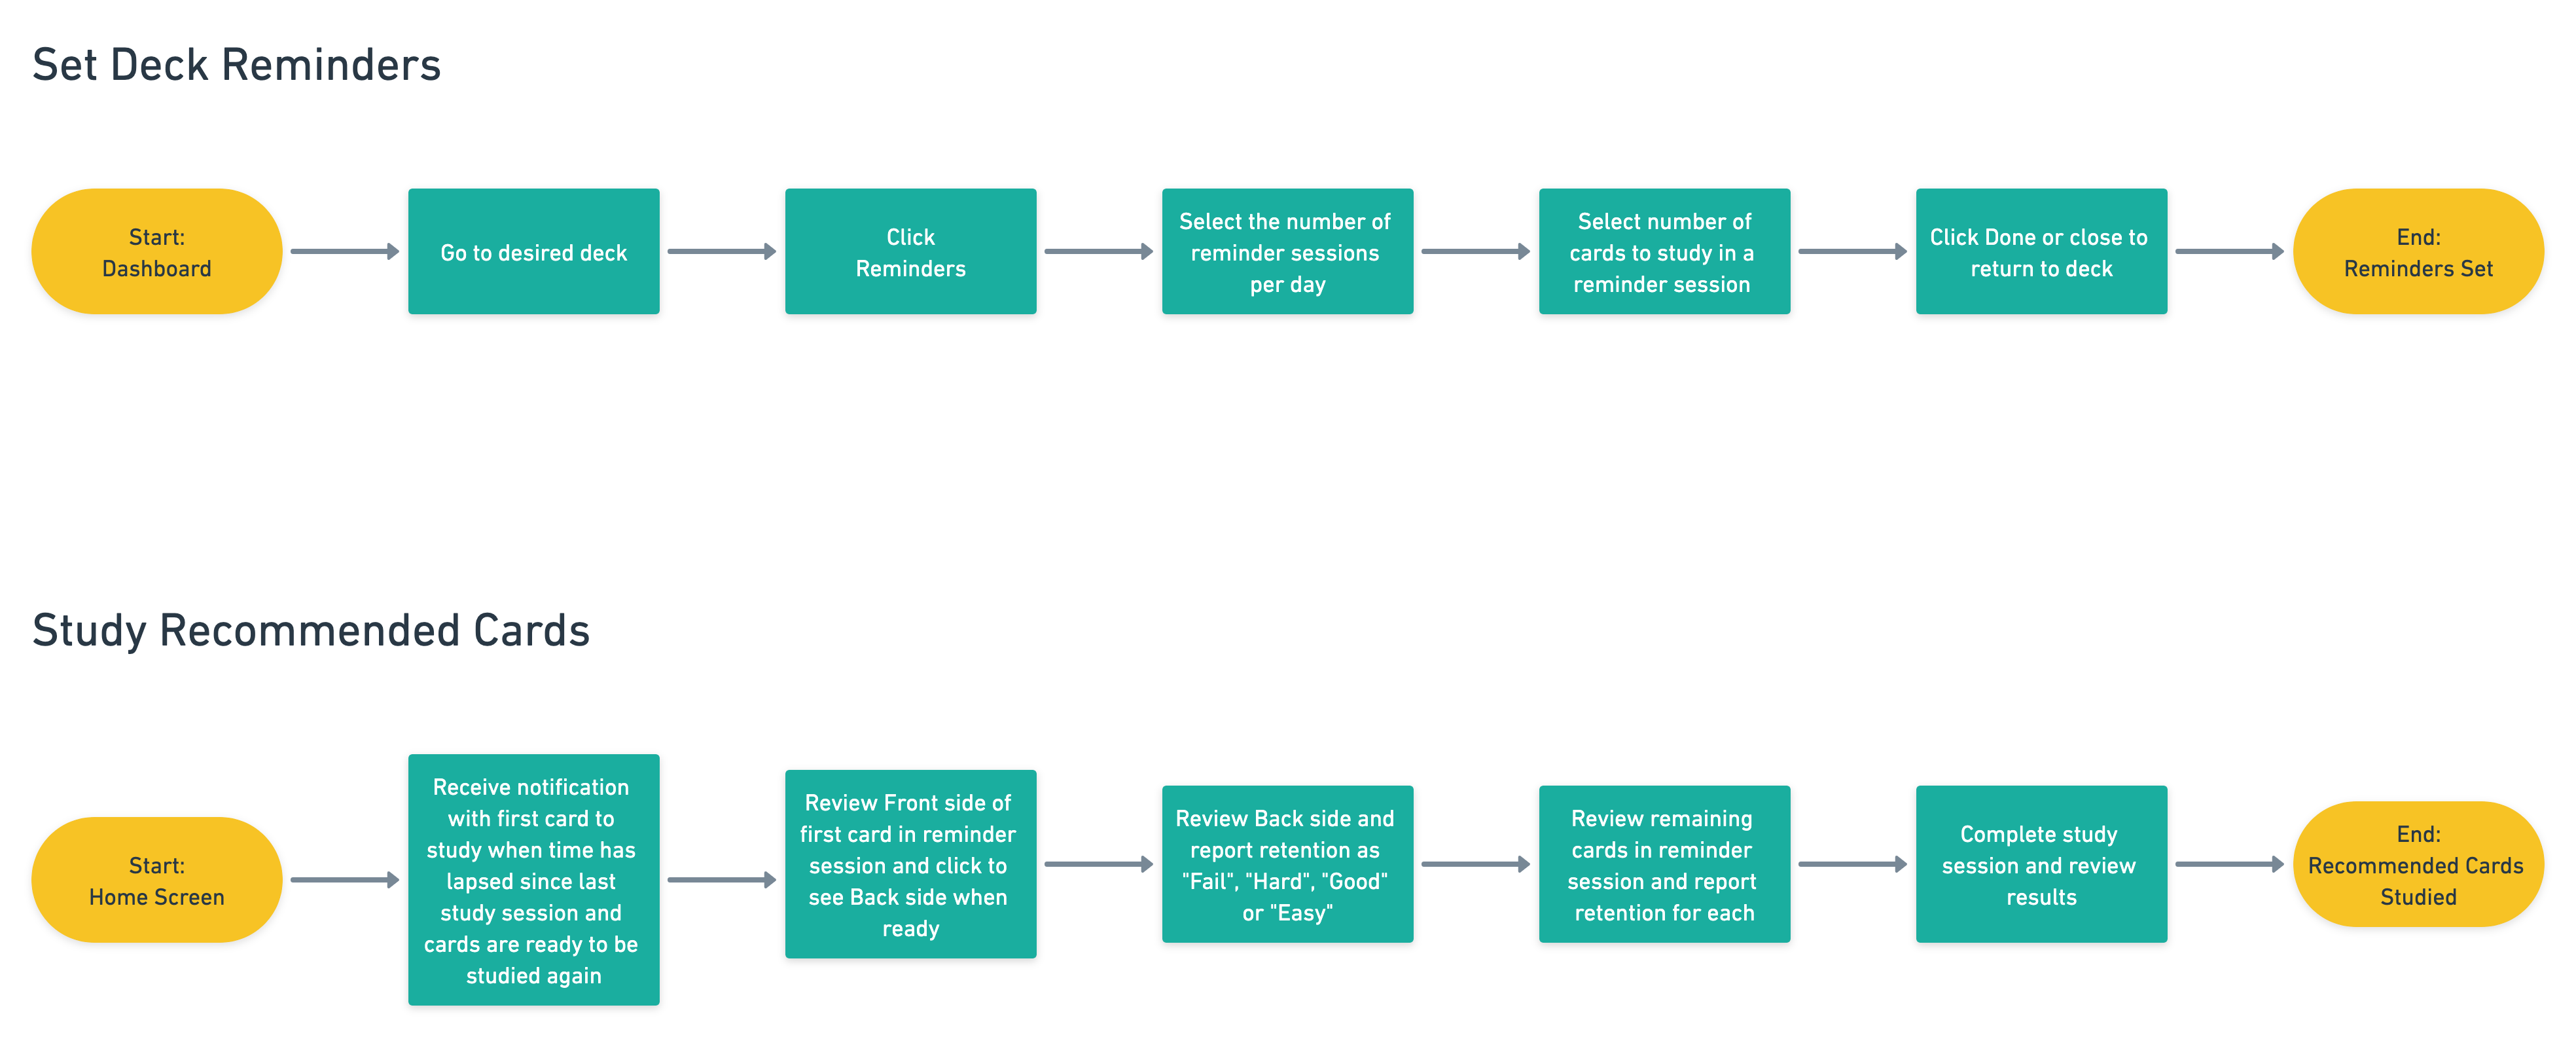 Set Deck Reminders
Start:
Dashboard
Go to desired deck
Click
Reminders
Select the number of
reminder sessions
per day
Select number of
cards to study in a
reminder session
Click Done or close to
return to deck
End:
Reminders Set
Study Recommended Cards
Start:
Home Screen
Receive notification
with first card to
study when time has
lapsed since last
study session and
cards are ready to be
studied again
Review Front side of
first card in reminder
session and click to
see Back side when
ready
Review Back side and
report retention as
"Fail", "Hard", "Good"
or "Easy"
Review remaining
cards in reminder
session and report
retention for each
Complete study
session and review
results
End:
Recommended Cards
Studied